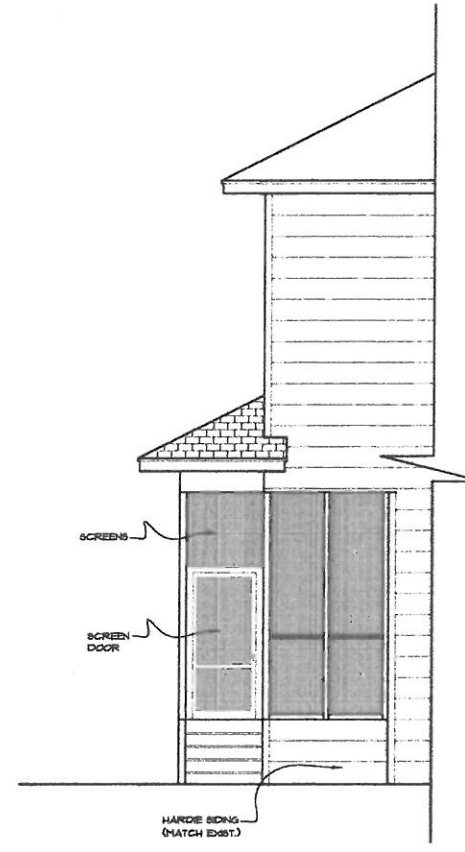 SCREENS
SCREEN
DOOR
HARDIE SIDING
(MATCH EXIST.)